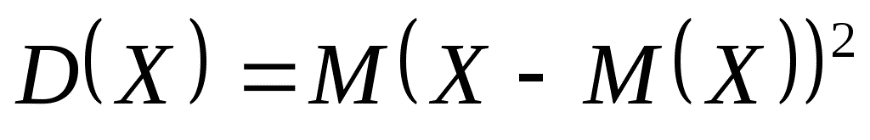 D(X) = M(X - M(X))²